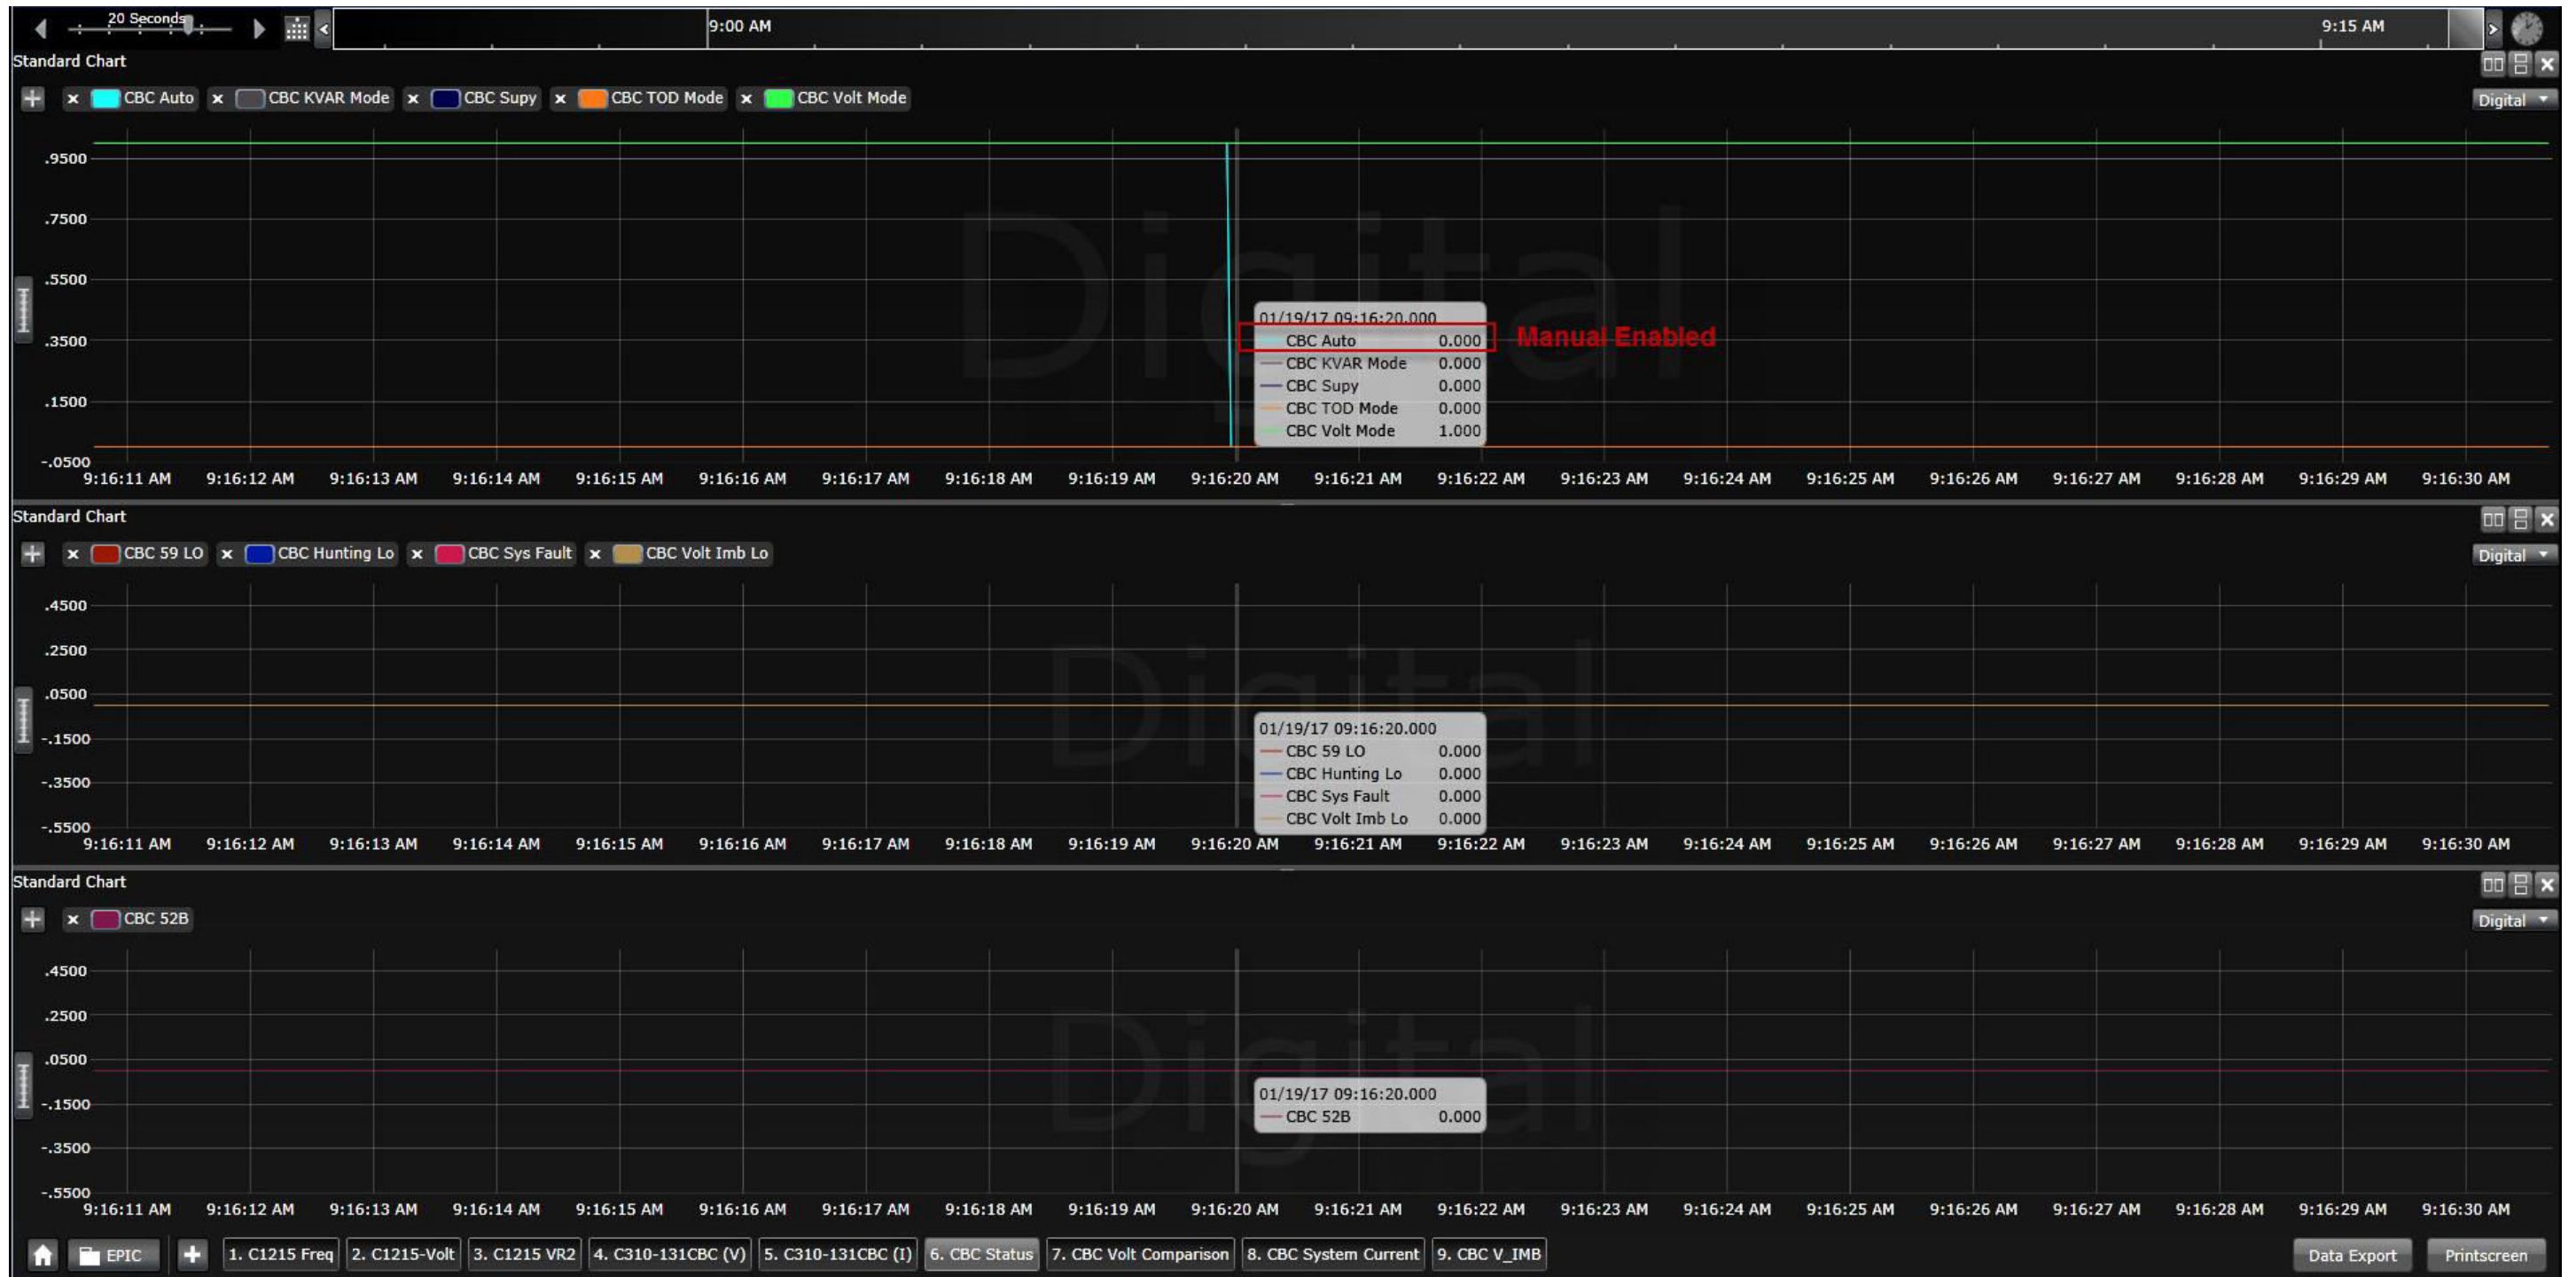 20 Seconds
9:00 AM
9:15 AM
Standard Chart
CBC Auto CBC KVAR Mode CBC Supy CBC TOD Mode CBC Volt Mode
Digital
.9500
.7500
.5500
.3500
.1500
-.0500
Digital
01/19/17 09:16:20.000
CBC Auto 0.000
CBC KVAR Mode 0.000
CBC Supy 0.000
CBC TOD Mode 0.000
CBC Volt Mode 1.000
Manual Enabled
9:16:11 AM 9:16:12 AM 9:16:13 AM 9:16:14 AM 9:16:15 AM 9:16:16 AM 9:16:17 AM 9:16:18 AM 9:16:19 AM 9:16:20 AM 9:16:21 AM 9:16:22 AM 9:16:23 AM 9:16:24 AM 9:16:25 AM 9:16:26 AM 9:16:27 AM 9:16:28 AM 9:16:29 AM 9:16:30 AM
Standard Chart
CBC 59 LO CBC Hunting Lo CBC Sys Fault CBC Volt Imb Lo
Digital
.4500
.2500
.0500
-.1500
-.3500
-.5500
Digital
01/19/17 09:16:20.000
CBC 59 LO 0.000
CBC Hunting Lo 0.000
CBC Sys Fault 0.000
CBC Volt Imb Lo 0.000
9:16:11 AM 9:16:12 AM 9:16:13 AM 9:16:14 AM 9:16:15 AM 9:16:16 AM 9:16:17 AM 9:16:18 AM 9:16:19 AM 9:16:20 AM 9:16:21 AM 9:16:22 AM 9:16:23 AM 9:16:24 AM 9:16:25 AM 9:16:26 AM 9:16:27 AM 9:16:28 AM 9:16:29 AM 9:16:30 AM
Standard Chart
CBC 52B
Digital
.4500
.2500
.0500
-.1500
-.3500
-.5500
Digital
01/19/17 09:16:20.000
CBC 52B 0.000
9:16:11 AM 9:16:12 AM 9:16:13 AM 9:16:14 AM 9:16:15 AM 9:16:16 AM 9:16:17 AM 9:16:18 AM 9:16:19 AM 9:16:20 AM 9:16:21 AM 9:16:22 AM 9:16:23 AM 9:16:24 AM 9:16:25 AM 9:16:26 AM 9:16:27 AM 9:16:28 AM 9:16:29 AM 9:16:30 AM
EPIC 1. C1215 Freq 2. C1215-Volt 3. C1215 VR2 4. C310-131CBC (V) 5. C310-131CBC (I) 6. CBC Status 7. CBC Volt Comparison 8. CBC System Current 9. CBC V_IMB Data Export Printscreen